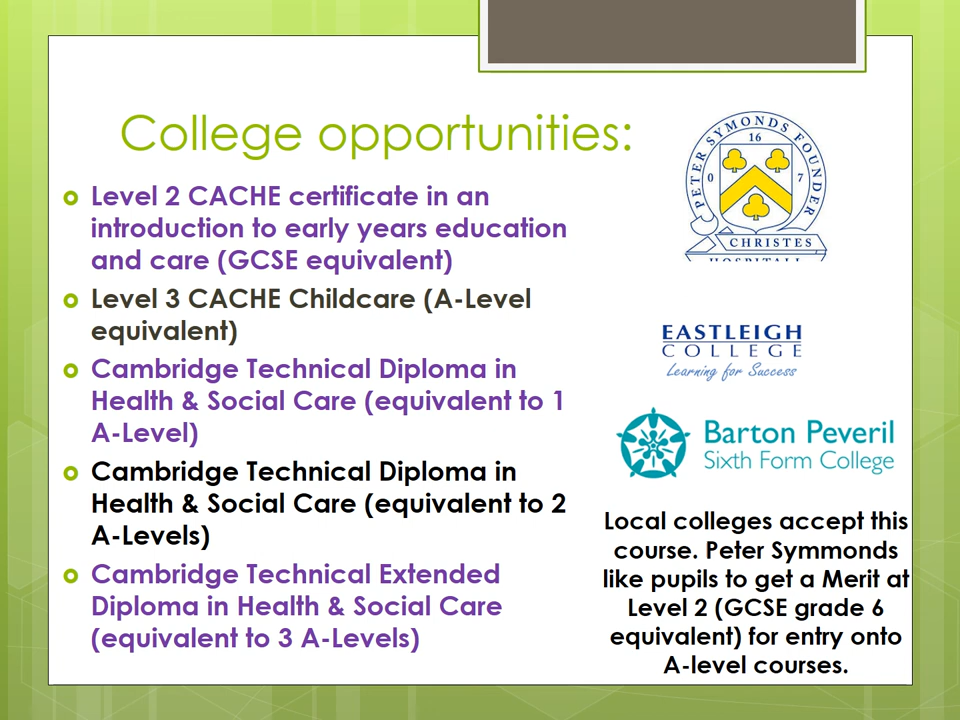 College opportunities:
Level 2 CACHE certificate in an
introduction to early years education
and care (GCSE equivalent)
Level 3 CACHE Childcare (A-Level
equivalent)
Cambridge Technical Diploma in
Health & Social Care (equivalent to 1
A-Level)
Cambridge Technical Diploma in
Health & Social Care (equivalent to 2
A-Levels)
Cambridge Technical Extended
Diploma in Health & Social Care
(equivalent to 3 A-Levels)
PETER SYMONDS FOUNDER
16
0 7
CHRISTES
HOSPITALL
EASTLEIGH
COLLEGE
Learning for Success
Barton Peveril
Sixth Form College
Local colleges accept this
course. Peter Symmonds
like pupils to get a Merit at
Level 2 (GCSE grade 6
equivalent) for entry onto
A-level courses.